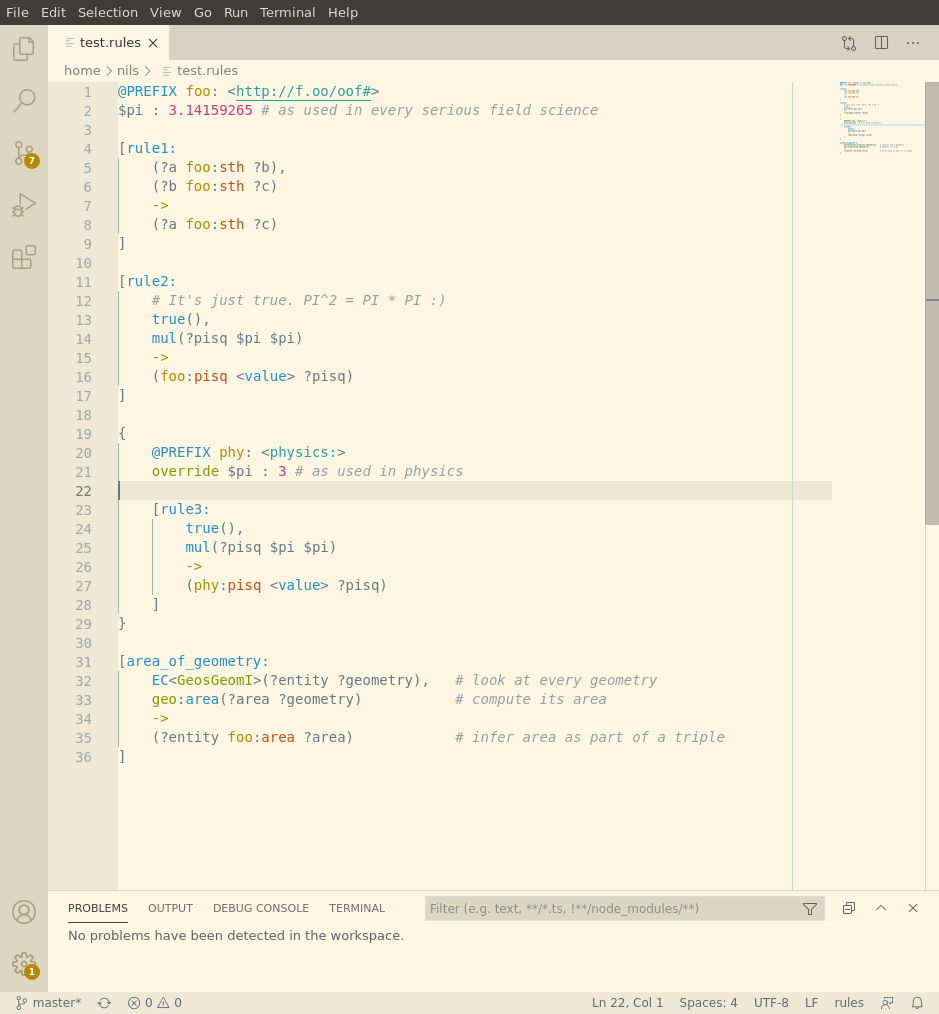 File Edit Selection View Go Run Terminal Help
test.rules
home > nils > test.rules
1 @PREFIX foo: <http://f.oo/oof#>
2 $pi : 3.14159265 # as used in every serious field science
3
4 [rule1:
5     (?a foo:sth ?b),
6     (?b foo:sth ?c)
7     ->
8     (?a foo:sth ?c)
9 ]
10
11 [rule2:
12     # It's just true. PI^2 = PI * PI :)
13     true(),
14     mul(?pisq $pi $pi)
15     ->
16     (foo:pisq <value> ?pisq)
17 ]
18
19 {
20     @PREFIX phy: <physics:>
21     override $pi : 3 # as used in physics
22
23     [rule3:
24         true(),
25         mul(?pisq $pi $pi)
26         ->
27         (phy:pisq <value> ?pisq)
28     ]
29 }
30
31 [area_of_geometry:
32     EC<GeosGeomI>(?entity ?geometry),   # look at every geometry
33     geo:area(?area ?geometry)           # compute its area
34     ->
35     (?entity foo:area ?area)            # infer area as part of a triple
36 ]
7
PROBLEMS OUTPUT DEBUG CONSOLE TERMINAL Filter (e.g. text, **/*.ts, !**/node_modules/**)
No problems have been detected in the workspace.
1
master* 0 0 Ln 22, Col 1 Spaces: 4 UTF-8 LF rules